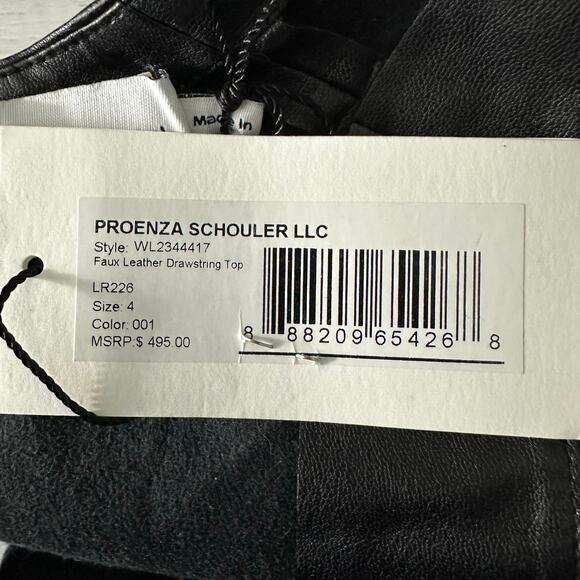 Made In
PROENZA SCHOULER LLC
Style: WL2344417
Faux Leather Drawstring Top
LR226
Size: 4
Color: 001
MSRP:$ 495.00
8 88209 65426 8